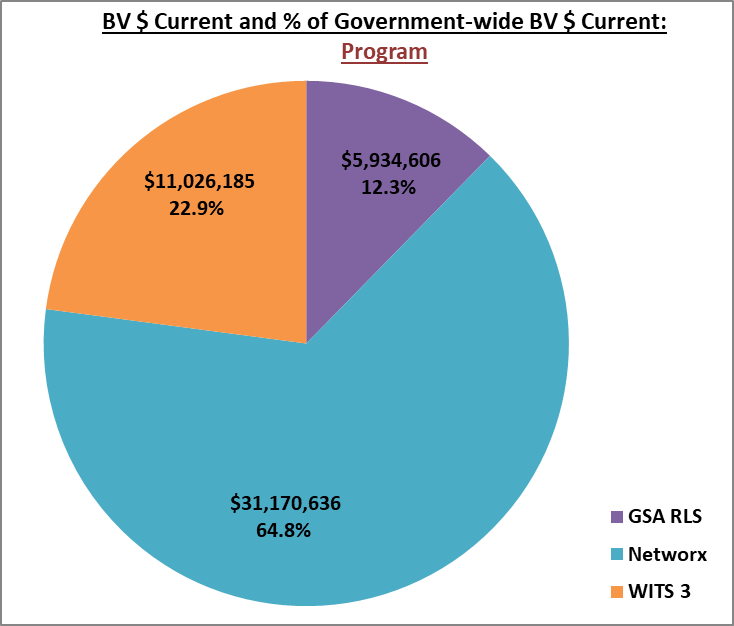 BV $ Current and % of Government-wide BV $ Current:
Program
$5,934,606
12.3%
$11,026,185
22.9%
$31,170,636
64.8%
GSA RLS
Networx
WITS 3